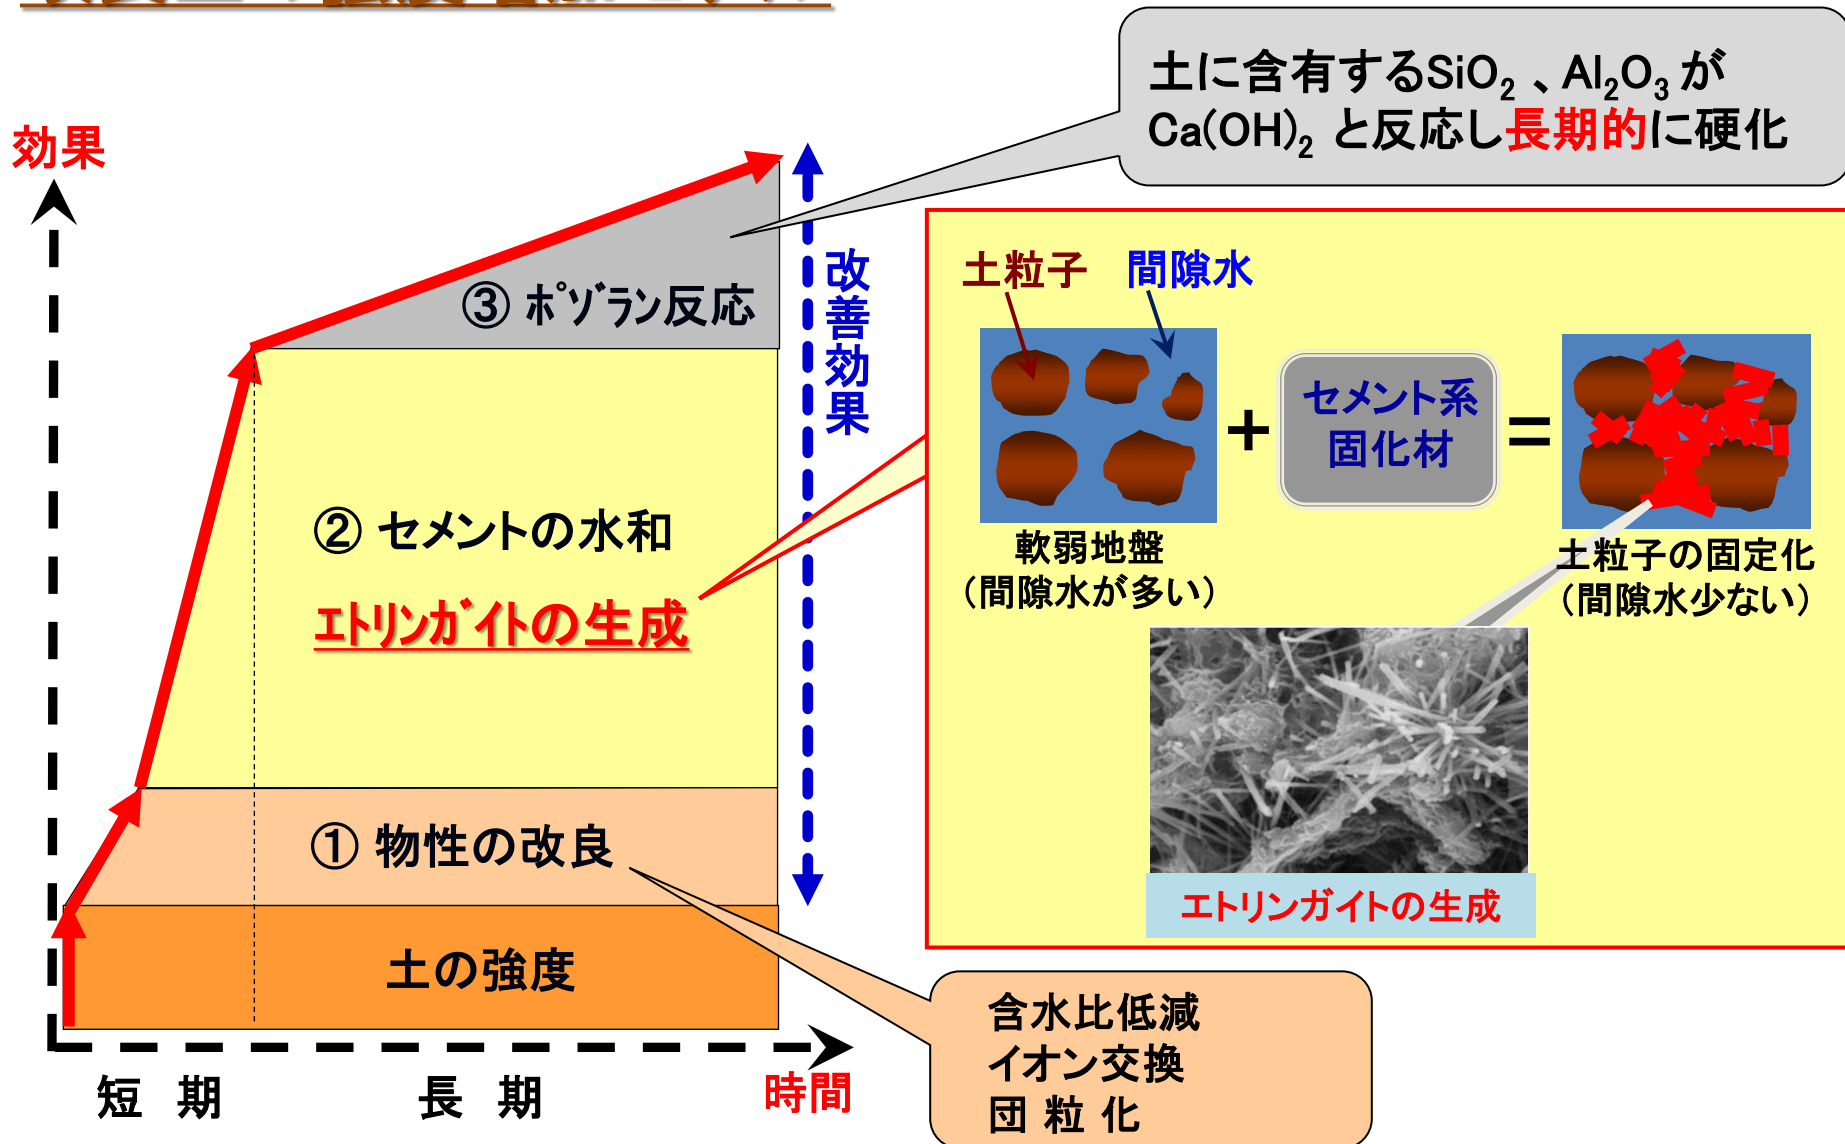 効果
土に含有するSiO₂ 、Al₂O₃ が
Ca(OH)₂ と反応し長期的に硬化
③ ﾎﾟｿﾞﾗﾝ反応
改善効果
② セメントの水和
ｴﾄﾘﾝｶﾞｲﾄの生成
① 物性の改良
土の強度
短 期
長 期
時間
土粒子
間隙水
+
セメント系
固化材
=
軟弱地盤
（間隙水が多い）
土粒子の固定化
（間隙水少ない）
エトリンガイトの生成
含水比低減
イオン交換
団 粒 化